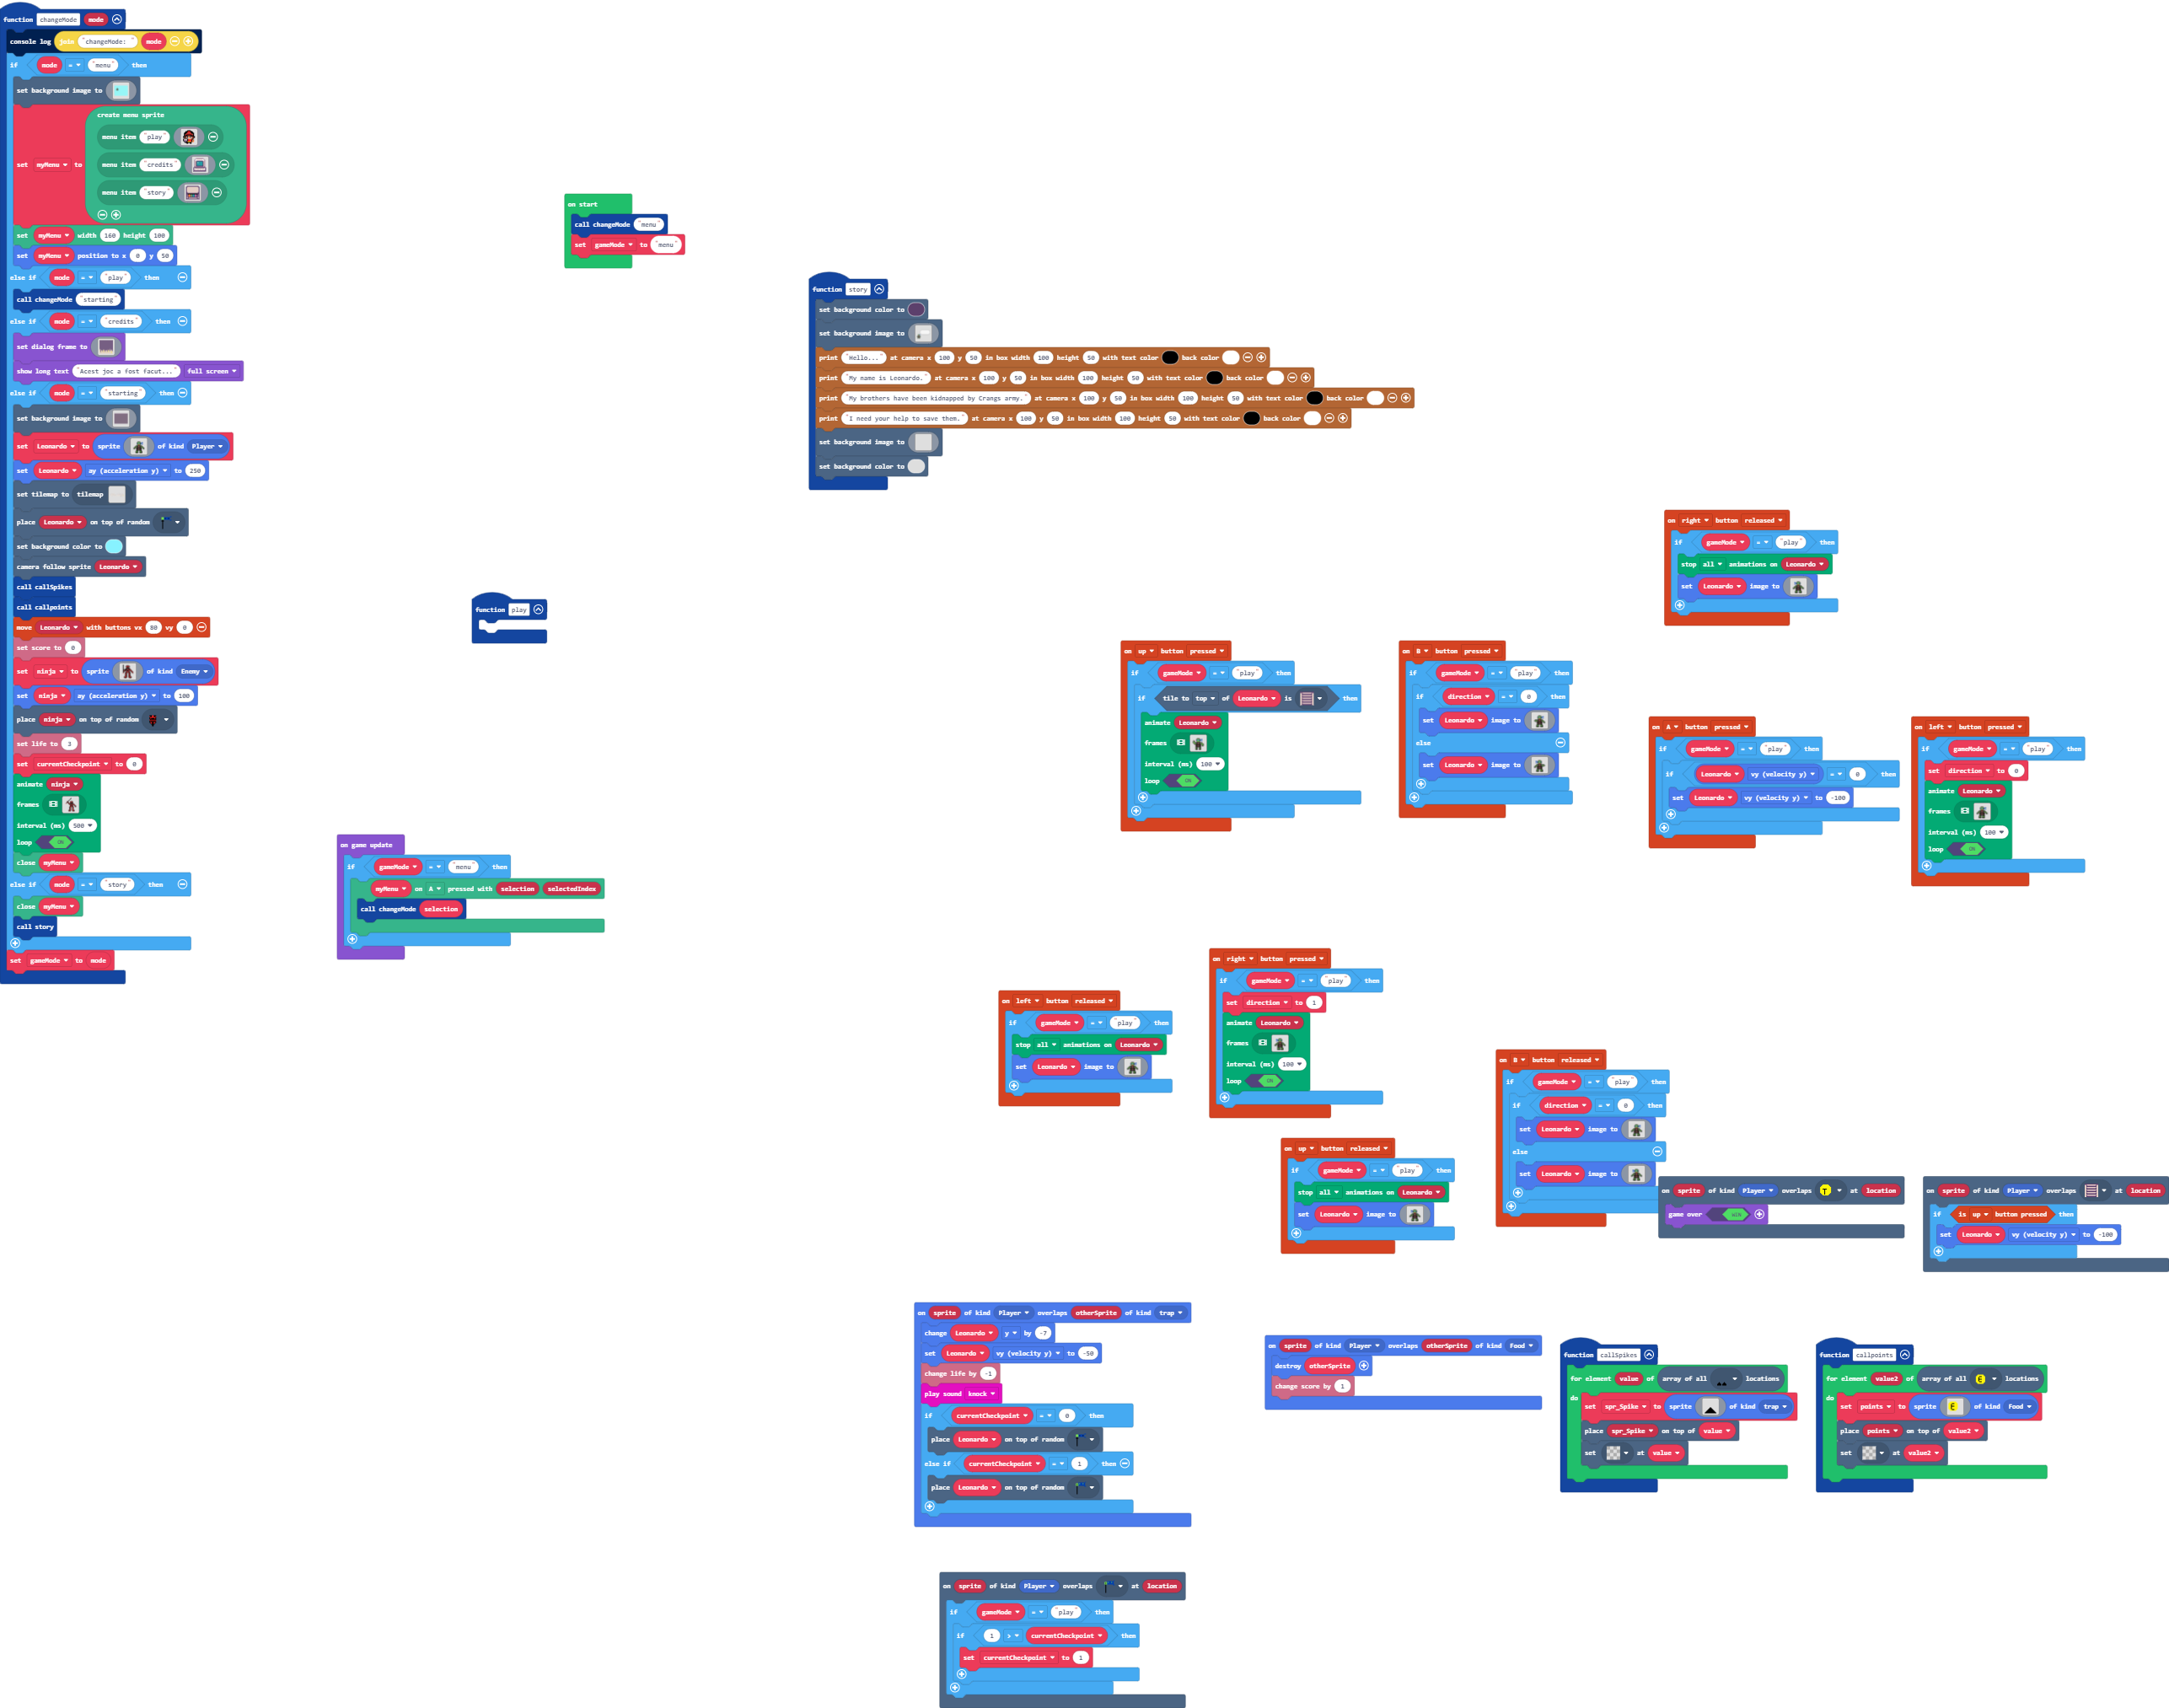 function changeMode mode
console log join "changeMode: " mode
if mode = "menu" then
set background image to
create menu sprite
menu item "play"
menu item "credits"
set myMenu to
menu item "story"
set myMenu width 160 height 100
set myMenu position to x 0 y 50
else if mode = "play" then
call changeMode "starting"
else if mode = "credits" then
set dialog frame to
show long text "Acest joc a fost facut..." full screen
else if mode = "starting" then
set background image to
set Leonardo to sprite of kind Player
set Leonardo ay (acceleration y) to 250
set tilemap to tilemap
place Leonardo on top of random
set background color to
camera follow sprite Leonardo
call callSpikes
call callpoints
move Leonardo with buttons vx 80 vy 0
set score to 0
set ninja to sprite of kind Enemy
set ninja ay (acceleration y) to 100
place ninja on top of random
set life to 3
set currentCheckpoint to 0
animate ninja
frames
interval (ms) 500
loop ON
close myMenu
else if mode = "story" then
close myMenu
call story
set gameMode to mode
on start
call changeMode "menu"
set gameMode to "menu"
function story
set background color to
set background image to
print "Hello..." at camera x 100 y 50 in box width 100 height 50 with text color back color
print "My name is Leonardo." at camera x 100 y 50 in box width 100 height 50 with text color back color
print "My brothers have been kidnapped by Crangs army." at camera x 100 y 50 in box width 100 height 50 with text color back color
print "I need your help to save them." at camera x 100 y 50 in box width 100 height 50 with text color back color
set background image to
set background color to
function play
on game update
if gameMode = "menu" then
myMenu on A pressed with selection selectedIndex
call changeMode selection
on right button released
if gameMode = "play" then
stop all animations on Leonardo
set Leonardo image to
on up button pressed
if gameMode = "play" then
if tile to top of Leonardo is then
animate Leonardo
frames
interval (ms) 100
loop ON
on B button pressed
if gameMode = "play" then
if direction = 0 then
set Leonardo image to
else
set Leonardo image to
on A button pressed
if gameMode = "play" then
if Leonardo vy (velocity y) = 0 then
set Leonardo vy (velocity y) to -100
on left button pressed
if gameMode = "play" then
set direction to 0
animate Leonardo
frames
interval (ms) 100
loop ON
on left button released
if gameMode = "play" then
stop all animations on Leonardo
set Leonardo image to
on right button pressed
if gameMode = "play" then
set direction to 1
animate Leonardo
frames
interval (ms) 100
loop ON
on B button released
if gameMode = "play" then
if direction = 0 then
set Leonardo image to
else
set Leonardo image to
on up button released
if gameMode = "play" then
stop all animations on Leonardo
set Leonardo image to
on sprite of kind Player overlaps T at location
game over WIN
on sprite of kind Player overlaps at location
if is up button pressed then
set Leonardo vy (velocity y) to -100
on sprite of kind Player overlaps otherSprite of kind trap
change Leonardo y by -7
set Leonardo vy (velocity y) to -50
change life by -1
play sound knock
if currentCheckpoint = 0 then
place Leonardo on top of random
else if currentCheckpoint = 1 then
place Leonardo on top of random
on sprite of kind Player overlaps otherSprite of kind Food
destroy otherSprite
change score by 1
function callSpikes
for element value of array of all locations
do set spr_Spike to sprite of kind trap
place spr_Spike on top of value
set at value
function callpoints
for element value2 of array of all locations
do set points to sprite of kind Food
place points on top of value2
set at value2
on sprite of kind Player overlaps at location
if gameMode = "play" then
if 1 > currentCheckpoint then
set currentCheckpoint to 1